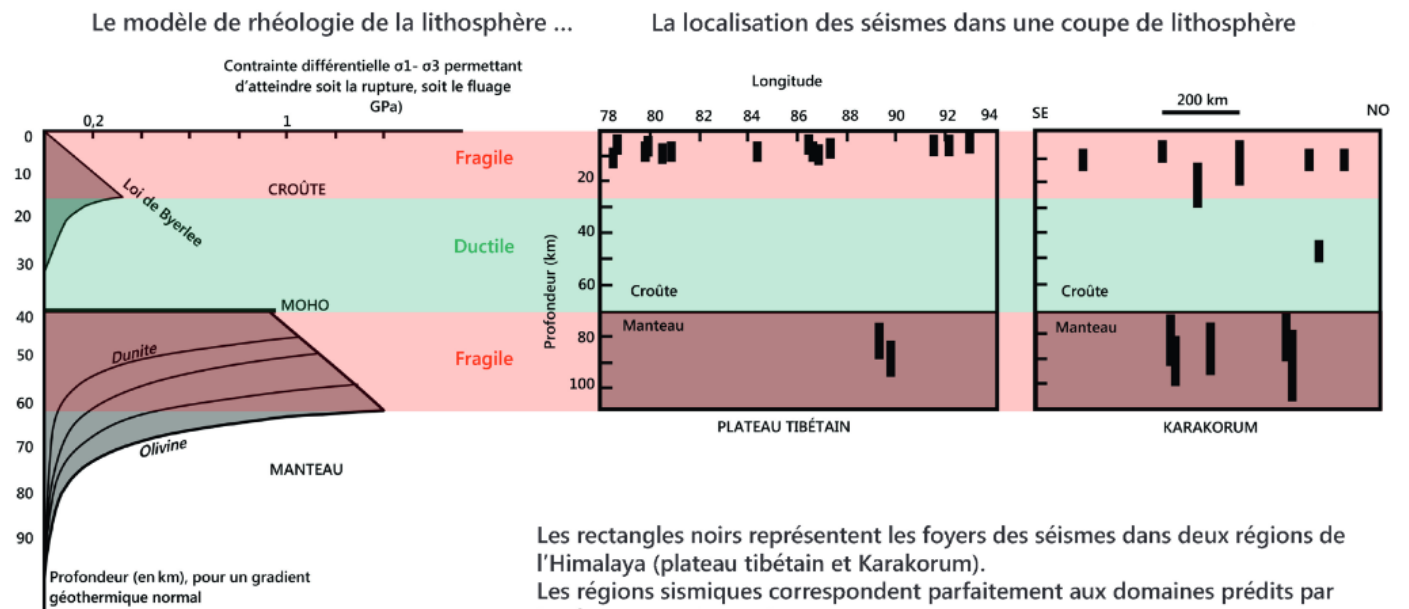 Le modèle de rhéologie de la lithosphère ...
La localisation des séismes dans une coupe de lithosphère
Contrainte différentielle σ1- σ3 permettant
d'atteindre soit la rupture, soit le fluage
GPa)
0,2
1
0
10
20
30
40
50
60
70
80
90
Loi de Byerlee
CROÛTE
MOHO
Dunite
Olivine
MANTEAU
Profondeur (en km), pour un gradient
géothermique normal
Fragile
Ductile
Fragile
Longitude
78 80 82 84 86 88 90 92 94
Profondeur (km)
20
40
60
80
100
Croûte
Manteau
PLATEAU TIBÉTAIN
SE
200 km
NO
Croûte
Manteau
KARAKORUM
Les rectangles noirs représentent les foyers des séismes dans deux régions de
l'Himalaya (plateau tibétain et Karakorum).
Les régions sismiques correspondent parfaitement aux domaines prédits par